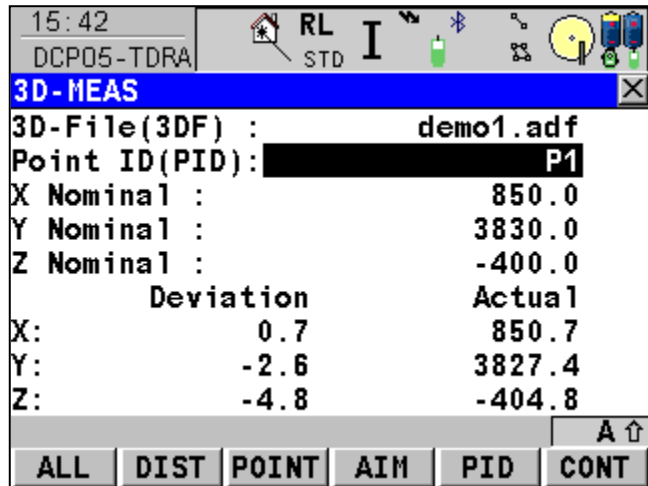 15:42
DCP05-TDRA
RL
STD
I
3D-MEAS
3D-File(3DF) : demo1.adf
Point ID(PID): P1
X Nominal : 850.0
Y Nominal : 3830.0
Z Nominal : -400.0
Deviation Actual
X: 0.7 850.7
Y: -2.6 3827.4
Z: -4.8 -404.8
A
ALL DIST POINT AIM PID CONT